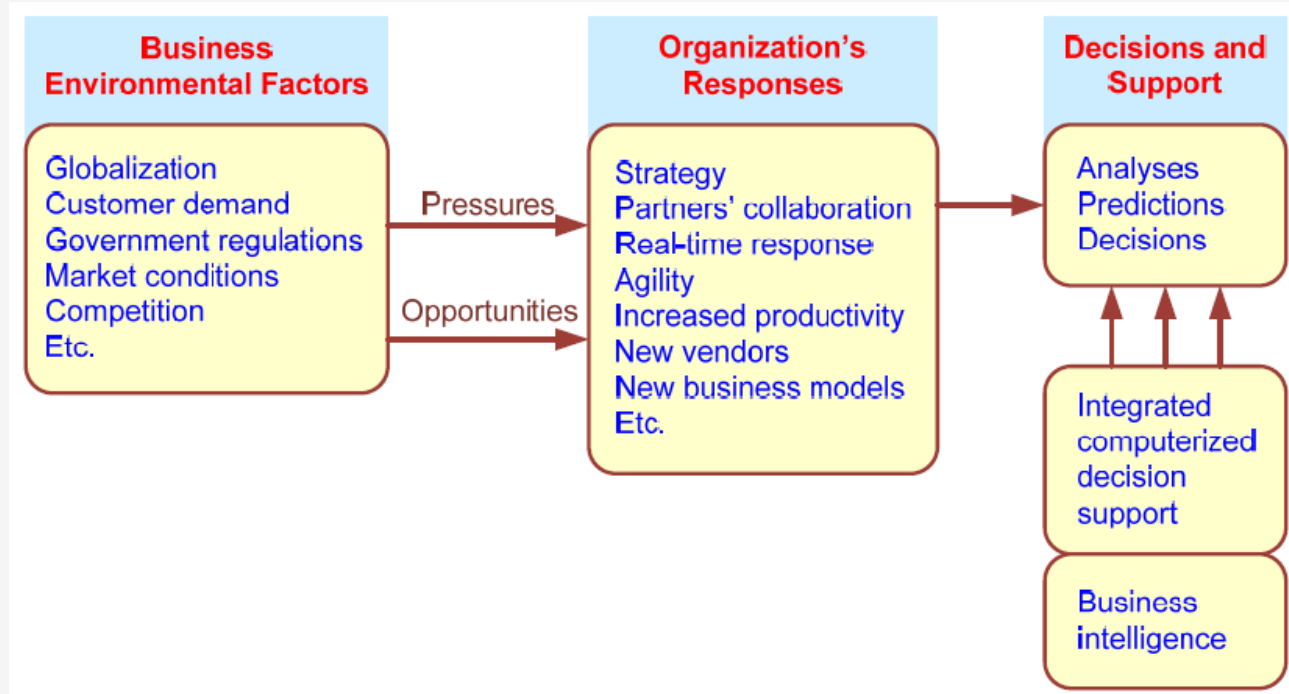 Business
Environmental Factors
Globalization
Customer demand
Government regulations
Market conditions
Competition
Etc.
Pressures
Opportunities
Organization's
Responses
Strategy
Partners' collaboration
Real-time response
Agility
Increased productivity
New vendors
New business models
Etc.
Decisions and
Support
Analyses
Predictions
Decisions
Integrated
computerized
decision
support
Business
intelligence